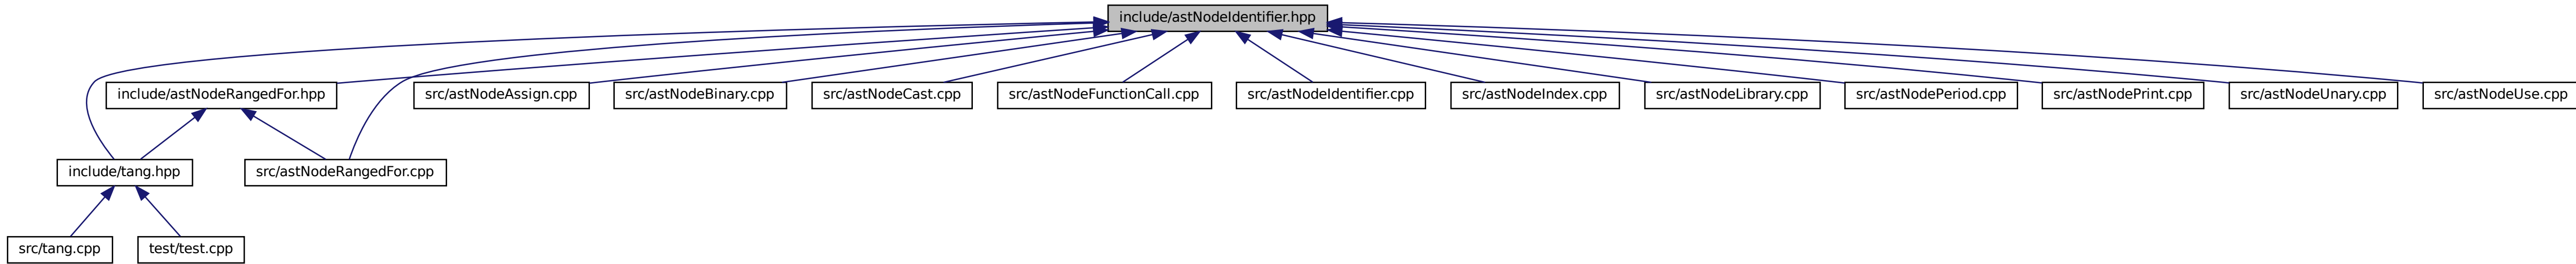 include/astNodeIdentifier.hpp
include/astNodeRangedFor.hpp
src/astNodeAssign.cpp
src/astNodeBinary.cpp
src/astNodeCast.cpp
src/astNodeFunctionCall.cpp
src/astNodeIdentifier.cpp
src/astNodeIndex.cpp
src/astNodeLibrary.cpp
src/astNodePeriod.cpp
src/astNodePrint.cpp
src/astNodeUnary.cpp
src/astNodeUse.cpp
include/tang.hpp
src/astNodeRangedFor.cpp
src/tang.cpp
test/test.cpp